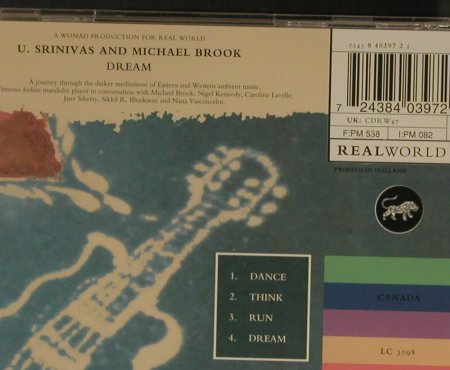 A WOMAD PRODUCTION FOR REAL WORLD
U. SRINIVAS AND MICHAEL BROOK
DREAM
A journey through the darker meditations of Eastern and Western ambient music.
Virtuoso Indian mandolin player in conversation with Michael Brook, Nigel Kennedy, Caroline Lavelle,
Jane Siberry, Sikkil R. Bhaskaran and Nana Vasconcelos.
7243 8 40397 2 1
7 24384 03972
UK: CDRW47
F:PM 538
I:PM 082
REALWORLD
PRINTED IN HOLLAND
1. DANCE
2. THINK
3. RUN
4. DREAM
CANADA
LC 3098